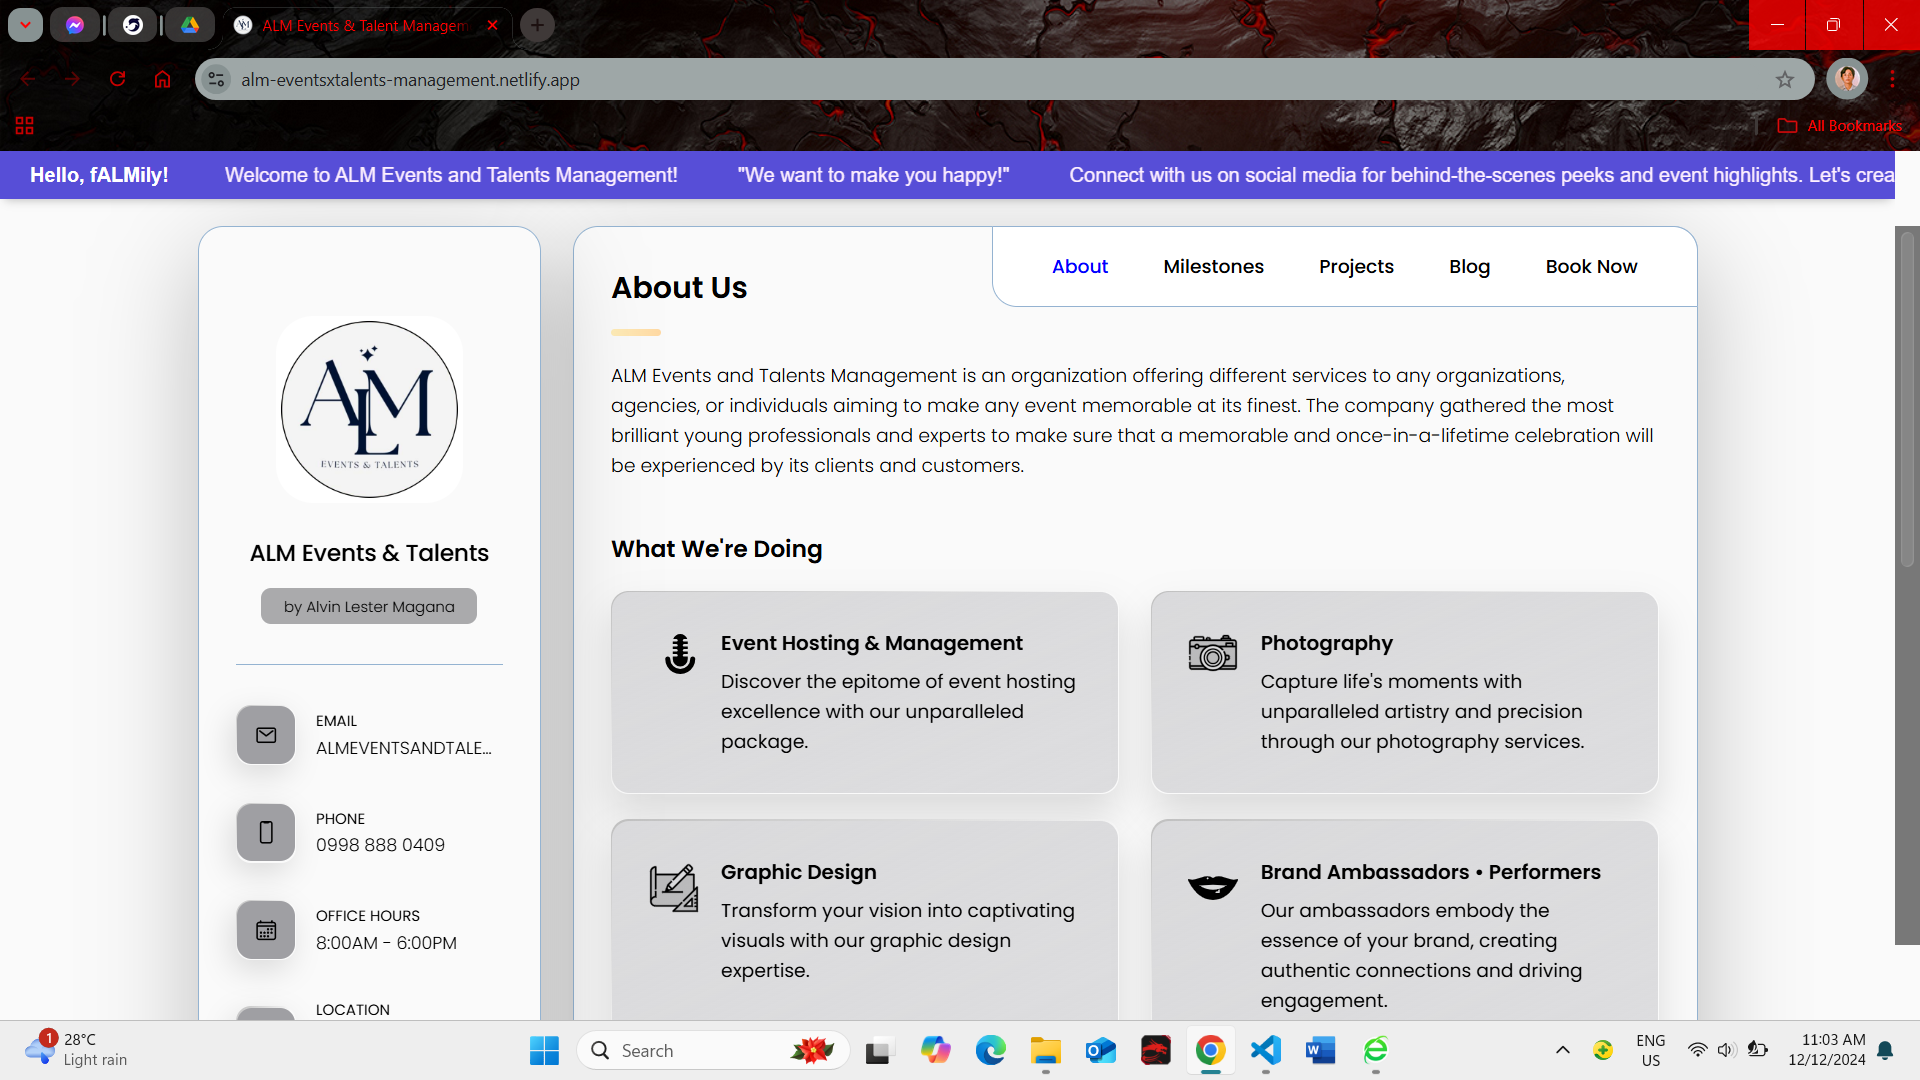 ALM Events & Talent Managem
alm-eventsxtalents-management.netlify.app
All Bookmarks
Hello, fALMily!
Welcome to ALM Events and Talents Management!
"We want to make you happy!"
Connect with us on social media for behind-the-scenes peeks and event highlights. Let's crea
ALM
EVENTS & TALENTS
ALM Events & Talents
by Alvin Lester Magana
EMAIL
ALMEVENTSANDTALE...
PHONE
0998 888 0409
OFFICE HOURS
8:00AM - 6:00PM
LOCATION
About
Milestones
Projects
Blog
Book Now
About Us
ALM Events and Talents Management is an organization offering different services to any organizations,
agencies, or individuals aiming to make any event memorable at its finest. The company gathered the most
brilliant young professionals and experts to make sure that a memorable and once-in-a-lifetime celebration will
be experienced by its clients and customers.
What We're Doing
Event Hosting & Management
Discover the epitome of event hosting
excellence with our unparalleled
package.
Photography
Capture life's moments with
unparalleled artistry and precision
through our photography services.
Graphic Design
Transform your vision into captivating
visuals with our graphic design
expertise.
Brand Ambassadors • Performers
Our ambassadors embody the
essence of your brand, creating
authentic connections and driving
engagement.
1
28°C
Light rain
Search
ENG
US
11:03 AM
12/12/2024